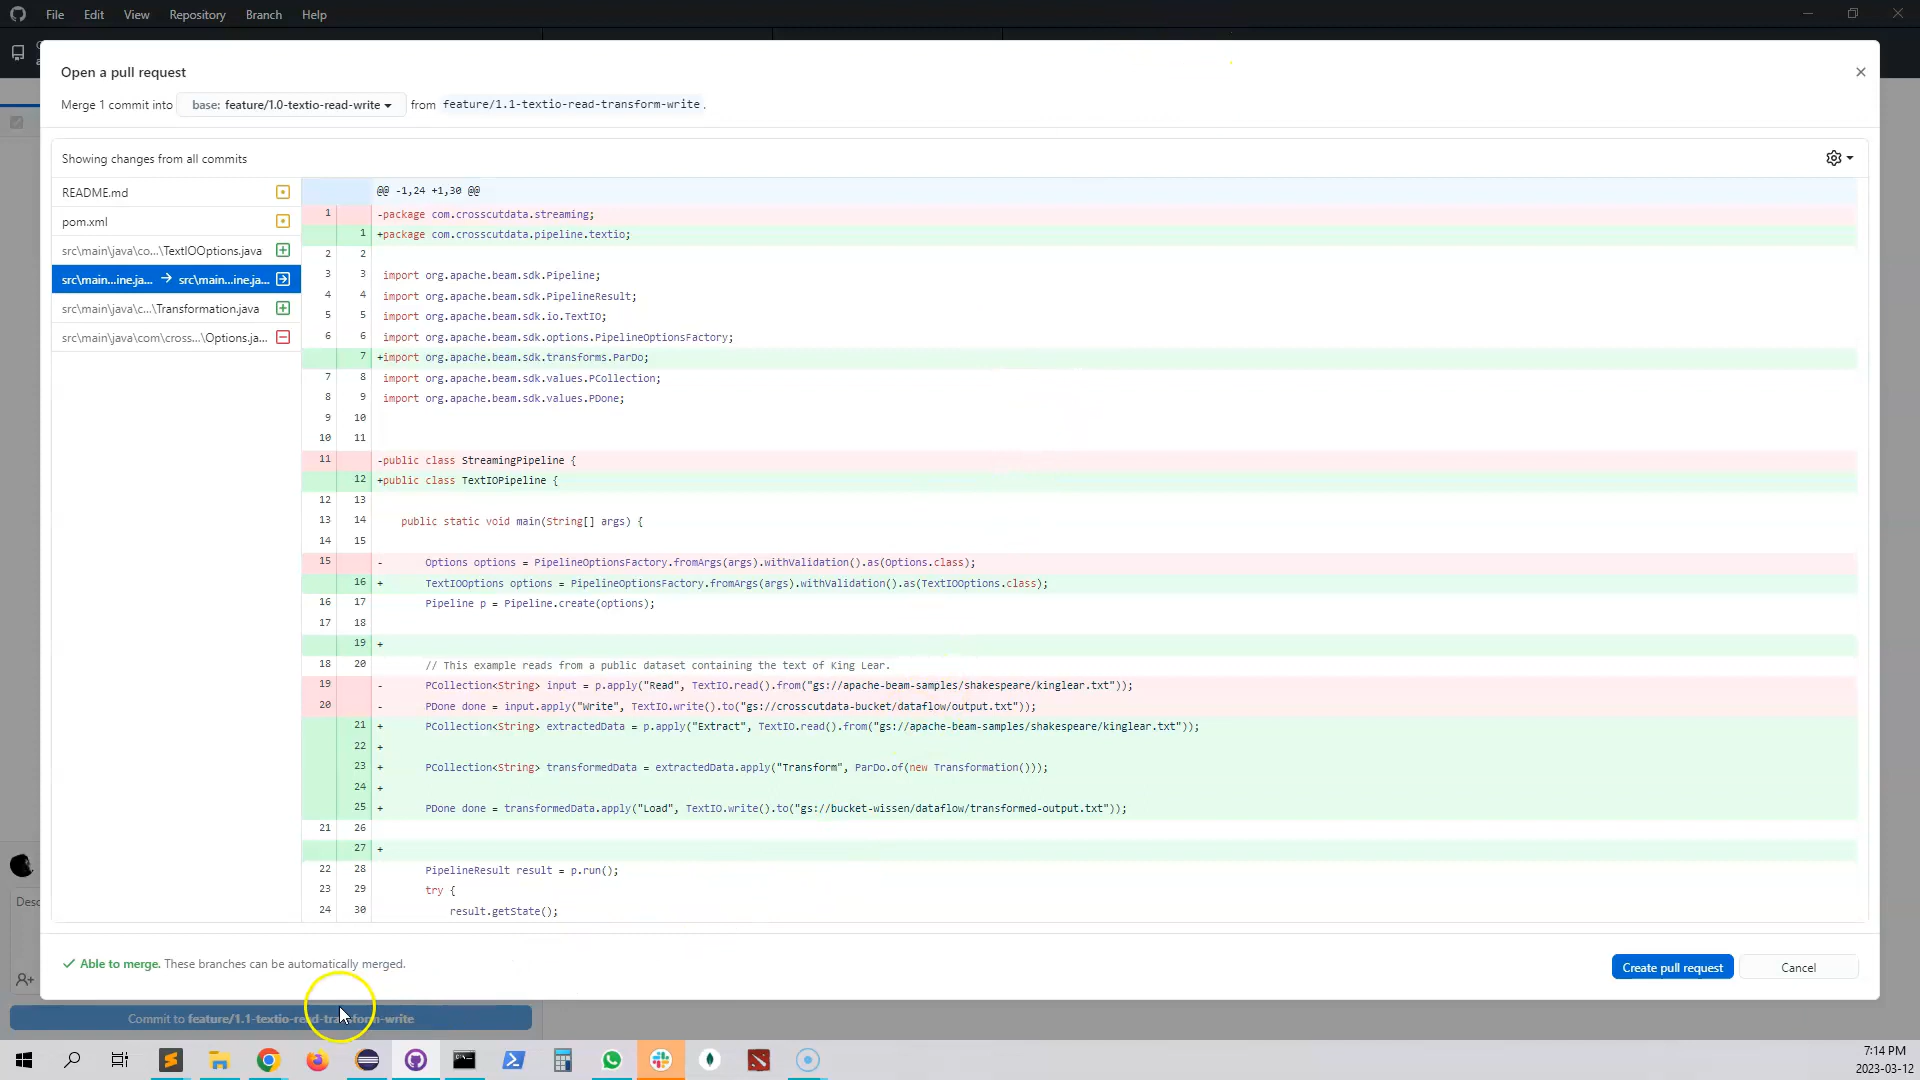 File Edit View Repository Branch Help
Open a pull request
Merge 1 commit into base: feature/1.0-textio-read-write from feature/1.1-textio-read-transform-write.
Showing changes from all commits
README.md
pom.xml
src\main\java\co...\TextIOOptions.java
src\main...ine.ja... → src\main...ine.ja...
src\main\java\c...\Transformation.java
src\main\java\com\cross...\Options.ja...
@@ -1,24 +1,30 @@
1 -package com.crosscutdata.streaming;
1 +package com.crosscutdata.pipeline.textio;
2 2
3 3 import org.apache.beam.sdk.Pipeline;
4 4 import org.apache.beam.sdk.PipelineResult;
5 5 import org.apache.beam.sdk.io.TextIO;
6 6 import org.apache.beam.sdk.options.PipelineOptionsFactory;
7 +import org.apache.beam.sdk.transforms.ParDo;
7 8 import org.apache.beam.sdk.values.PCollection;
8 9 import org.apache.beam.sdk.values.PDone;
9 10
10 11
11 -public class StreamingPipeline {
12 +public class TextIOPipeline {
12 13
13 14 public static void main(String[] args) {
14 15
15 - Options options = PipelineOptionsFactory.fromArgs(args).withValidation().as(Options.class);
16 + TextIOOptions options = PipelineOptionsFactory.fromArgs(args).withValidation().as(TextIOOptions.class);
16 17 Pipeline p = Pipeline.create(options);
17 18
19 +
18 20 // This example reads from a public dataset containing the text of King Lear.
19 - PCollection<String> input = p.apply("Read", TextIO.read().from("gs://apache-beam-samples/shakespeare/kinglear.txt"));
20 - PDone done = input.apply("Write", TextIO.write().to("gs://crosscutdata-bucket/dataflow/output.txt"));
21 + PCollection<String> extractedData = p.apply("Extract", TextIO.read().from("gs://apache-beam-samples/shakespeare/kinglear.txt"));
22 +
23 + PCollection<String> transformedData = extractedData.apply("Transform", ParDo.of(new Transformation()));
24 +
25 + PDone done = transformedData.apply("Load", TextIO.write().to("gs://bucket-wissen/dataflow/transformed-output.txt"));
21 26
27 +
22 28 PipelineResult result = p.run();
23 29 try {
24 30 result.getState();
Desc
✓ Able to merge. These branches can be automatically merged.
Create pull request
Cancel
Commit to feature/1.1-textio-read-transform-write
7:14 PM
2023-03-12